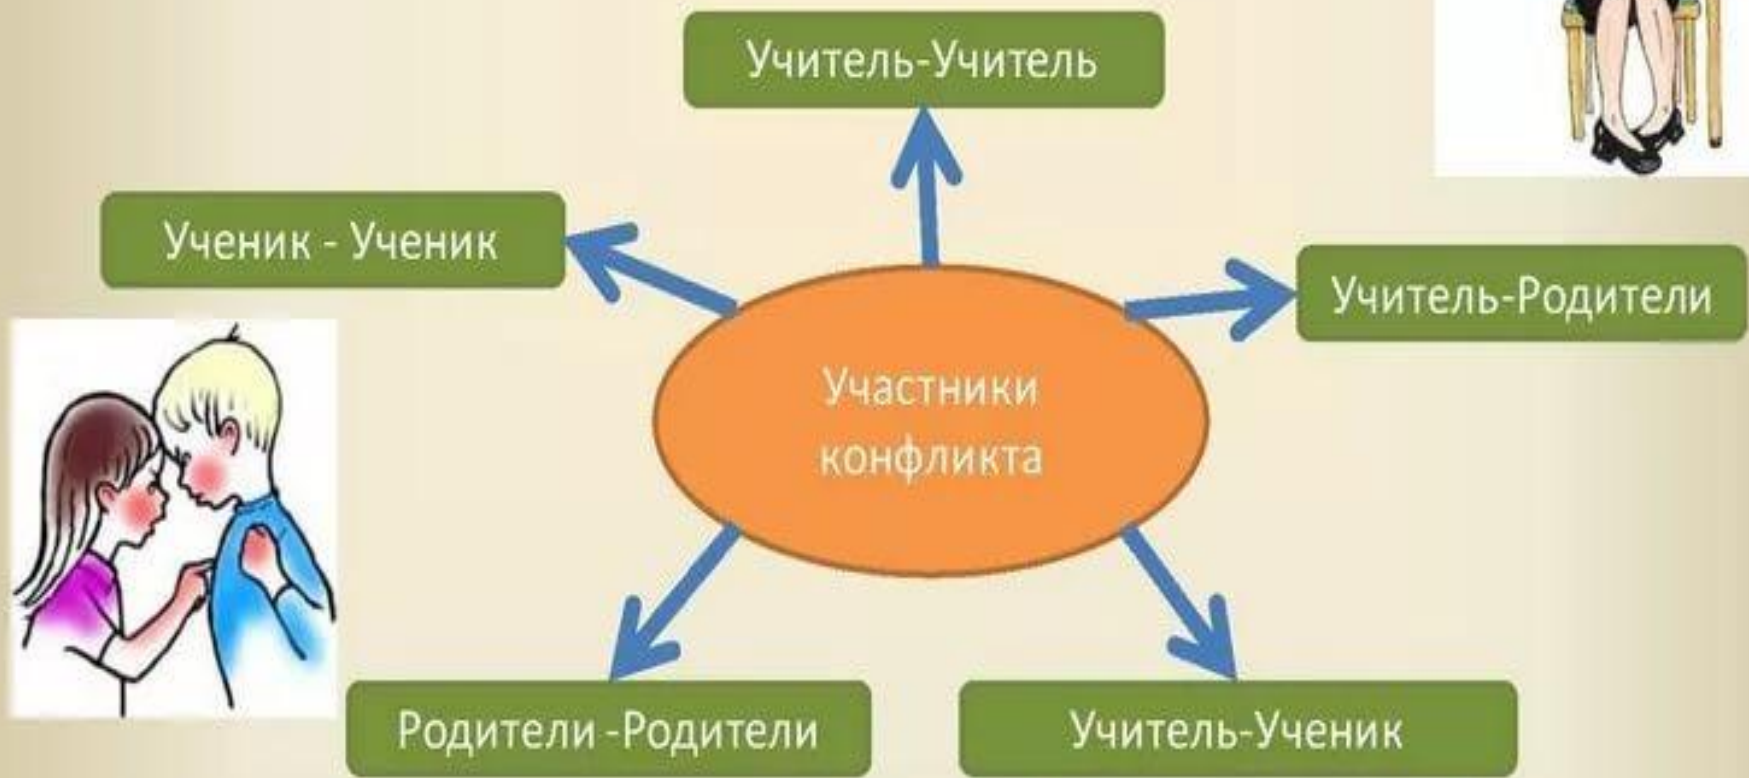 Учитель-Учитель
Ученик - Ученик
Учитель-Родители
Участники
конфликта
Родители -Родители
Учитель-Ученик